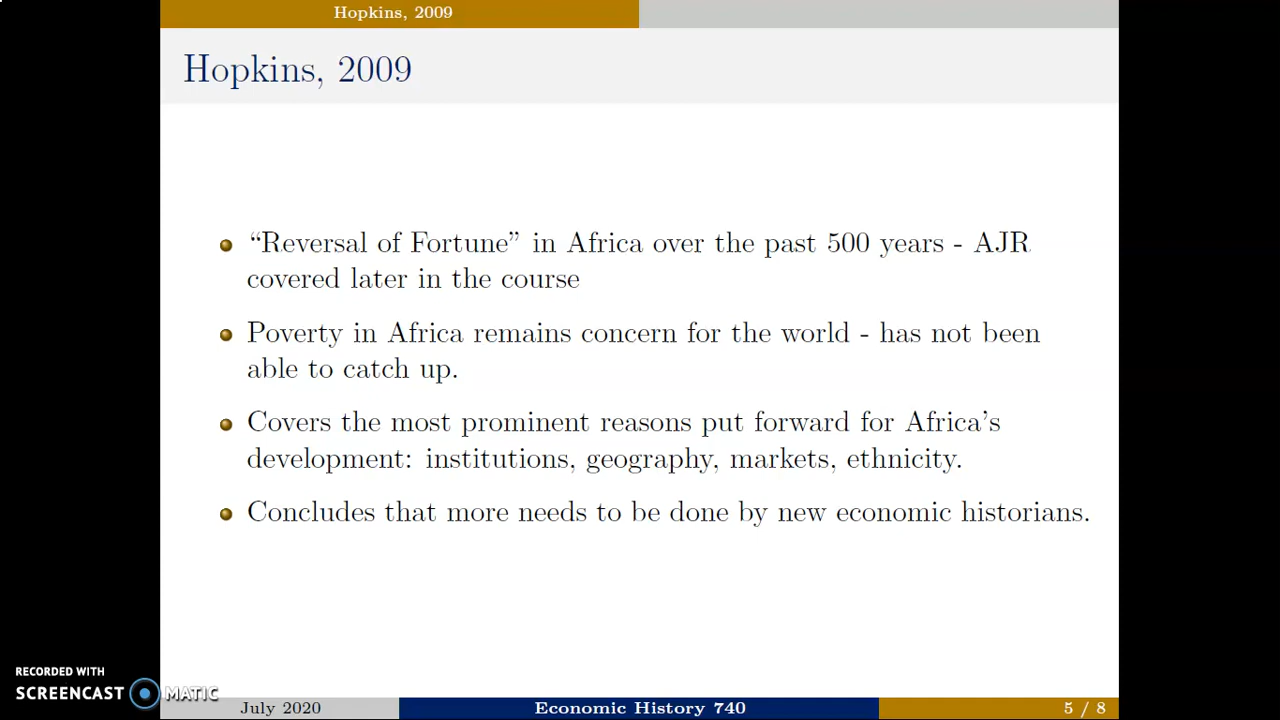 Hopkins, 2009
Hopkins, 2009
“Reversal of Fortune” in Africa over the past 500 years - AJR
covered later in the course
Poverty in Africa remains concern for the world - has not been
able to catch up.
Covers the most prominent reasons put forward for Africa’s
development: institutions, geography, markets, ethnicity.
Concludes that more needs to be done by new economic historians.
RECORDED WITH
SCREENCAST MATIC
July 2020
Economic History 740
5 / 8